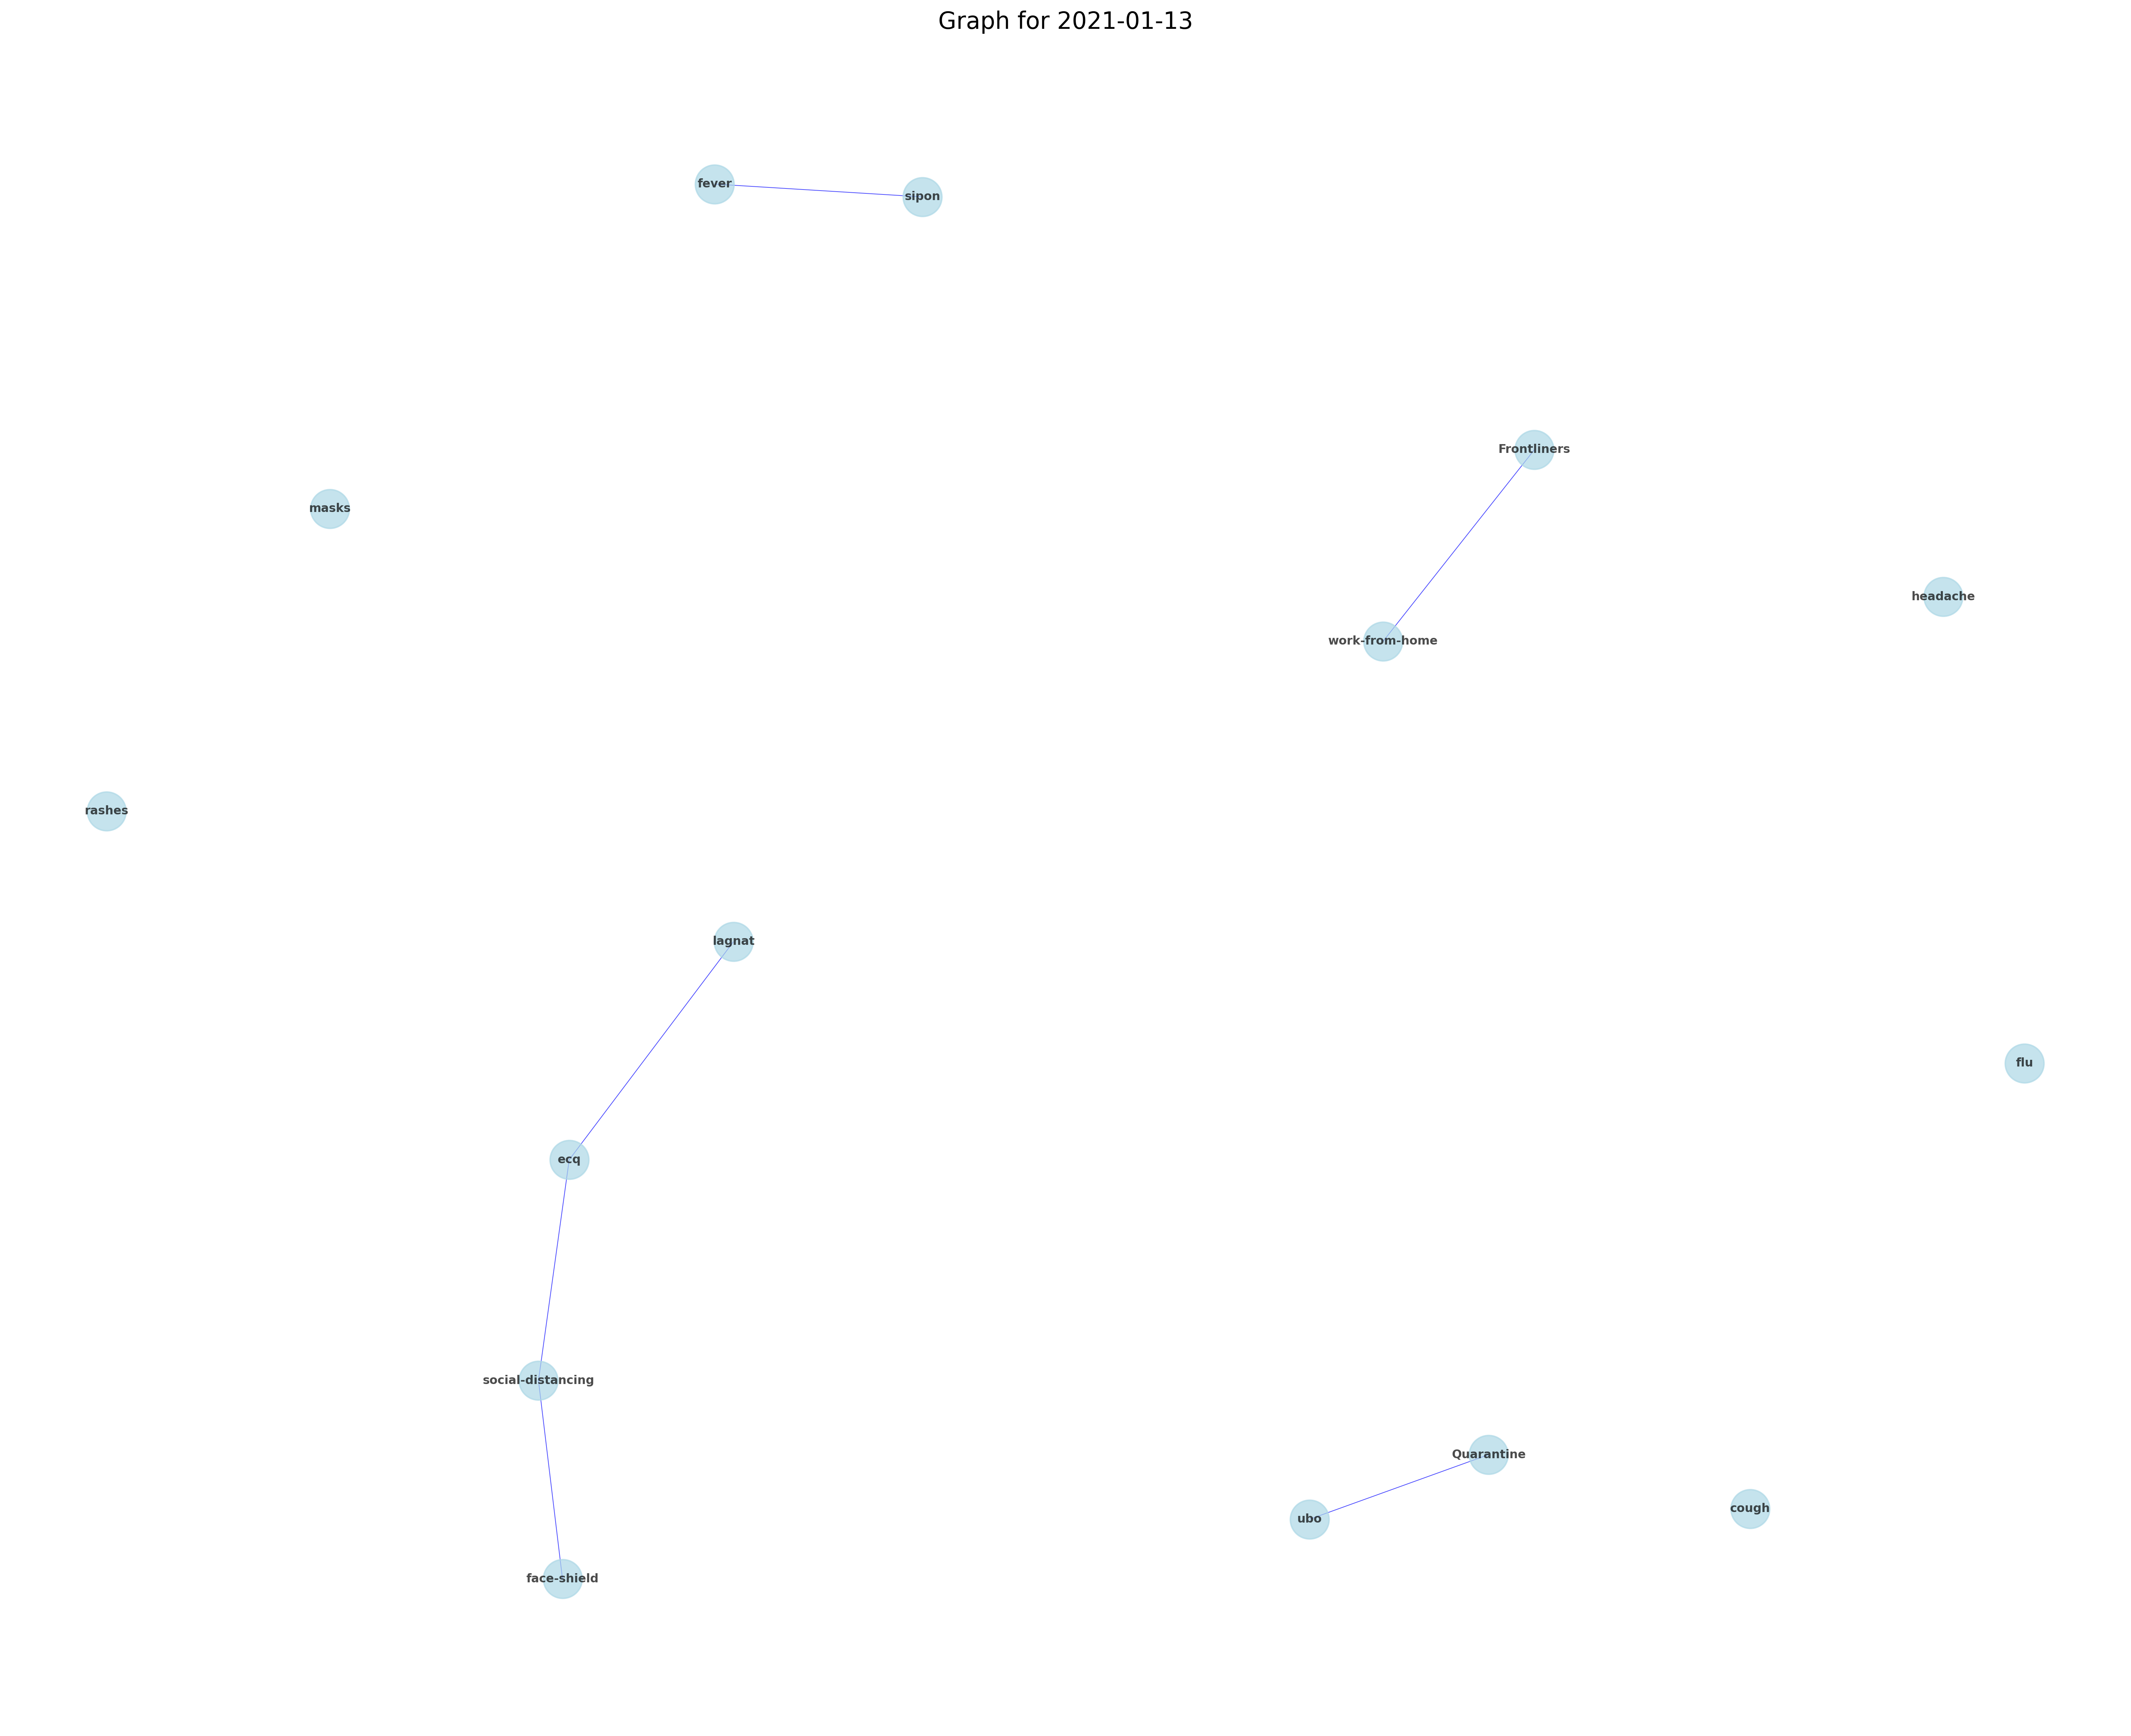 Graph for 2021-01-13
fever
sipon
Frontliners
masks
headache
work-from-home
rashes
lagnat
flu
ecq
social-distancing
Quarantine
cough
ubo
face-shield